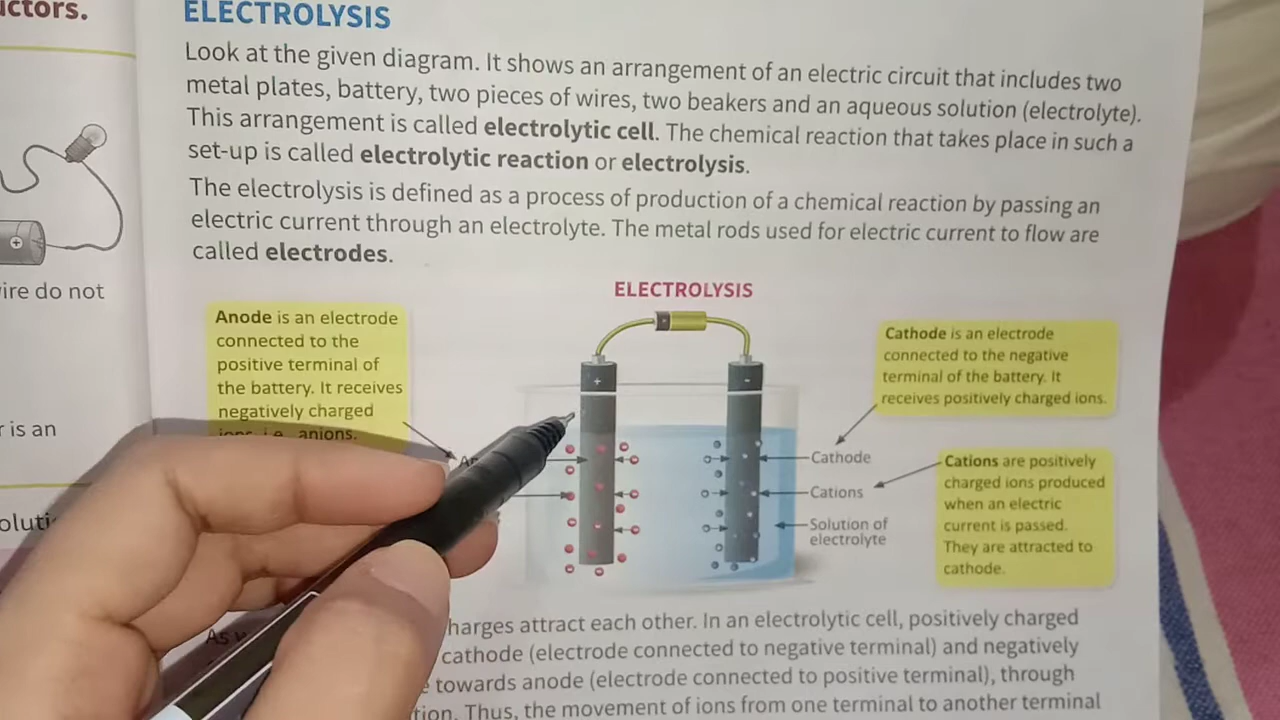 uctors.
ire do not
r is an
ELECTROLYSIS
Look at the given diagram. It shows an arrangement of an electric circuit that includes two
metal plates, battery, two pieces of wires, two beakers and an aqueous solution (electrolyte).
This arrangement is called electrolytic cell. The chemical reaction that takes place in such a
set-up is called electrolytic reaction or electrolysis.
The electrolysis is defined as a process of production of a chemical reaction by passing an
electric current through an electrolyte. The metal rods used for electric current to flow are
called electrodes.
ELECTROLYSIS
Anode is an electrode
connected to the
positive terminal of
the battery. It receives
negatively charged
ions, i.e., anions.
+
-
Cathode is an electrode
connected to the negative
terminal of the battery. It
receives positively charged ions.
Cathode
Cations
Solution of
electrolyte
Cations are positively
charged ions produced
when an electric
current is passed.
They are attracted to
cathode.
harges attract each other. In an electrolytic cell, positively charged
cathode (electrode connected to negative terminal) and negatively
towards anode (electrode connected to positive terminal), through
tion. Thus, the movement of ions from one terminal to another terminal